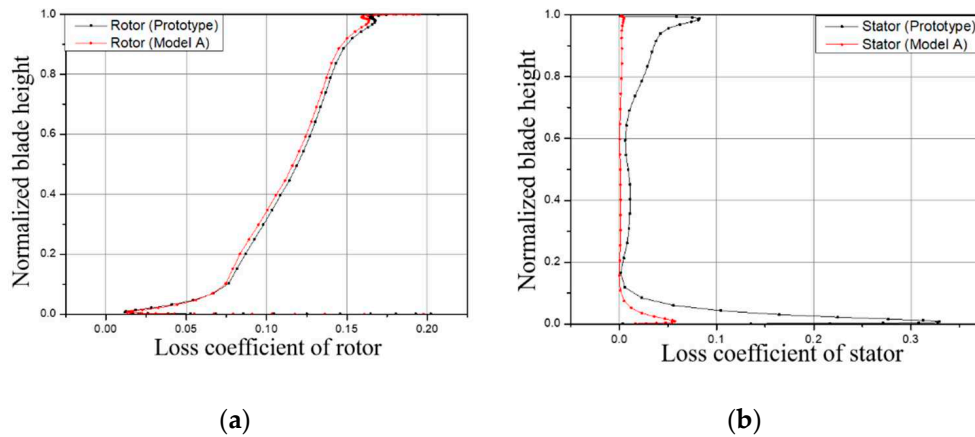 Rotor (Prototype)
Rotor (Model A)
Normalized blade height
1.0
0.8
0.6
0.4
0.2
0.0
0.00
0.05
0.10
0.15
0.20
Loss coefficient of rotor
(a)
Stator (Prototype)
Stator (Model A)
Normalized blade height
1.0
0.8
0.6
0.4
0.2
0.0
0.0
0.1
0.2
0.3
Loss coefficient of stator
(b)